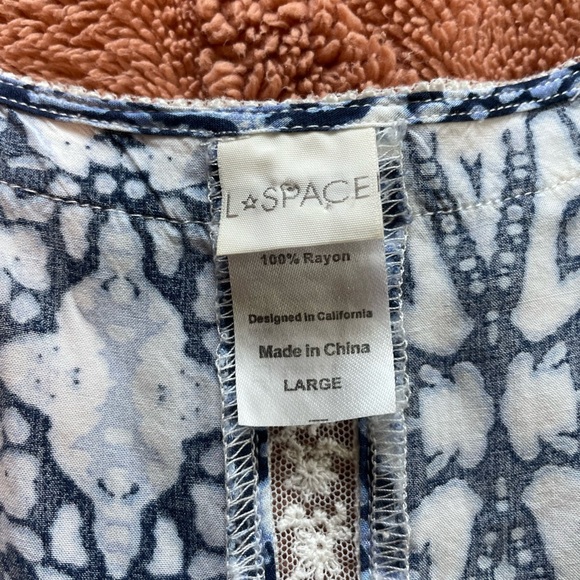 L☆SPACE
100% Rayon
Designed in California
Made in China
LARGE